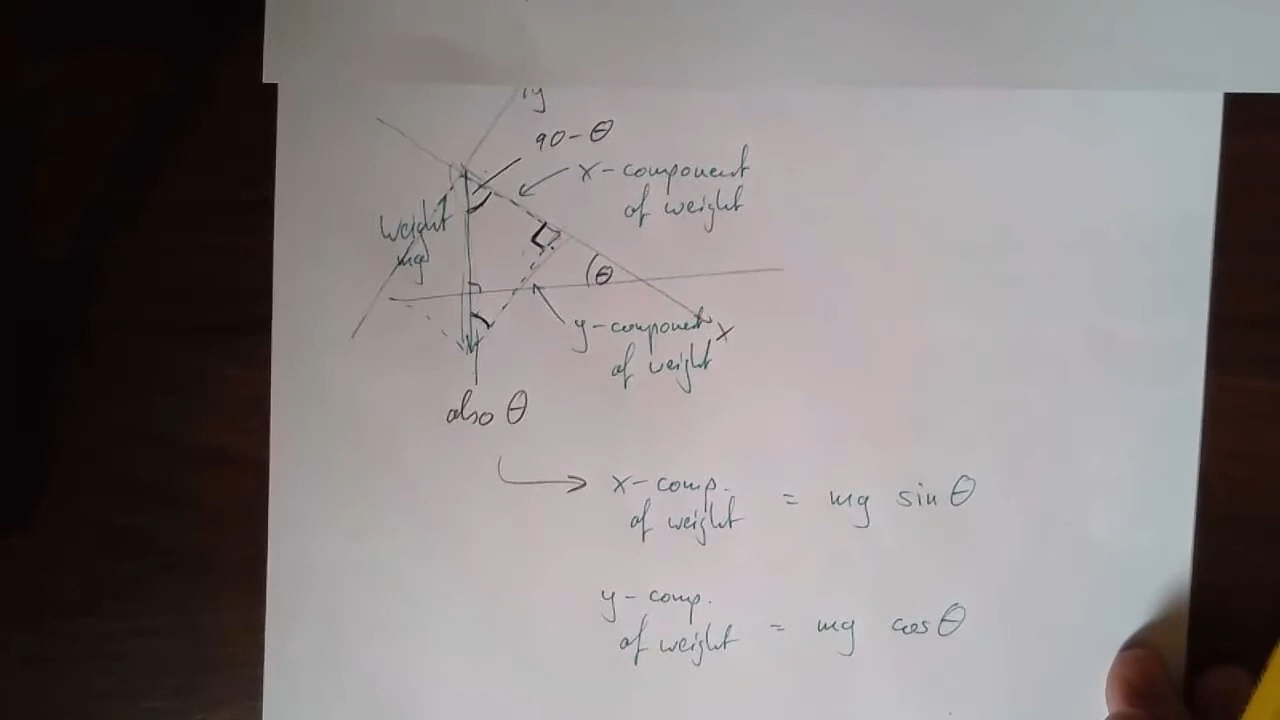 y
90-θ
x-component
of weight
weight
mg
θ
y-component
of weight
x
also θ
x-comp.
of weight = mg sin θ
y-comp.
of weight = mg cos θ